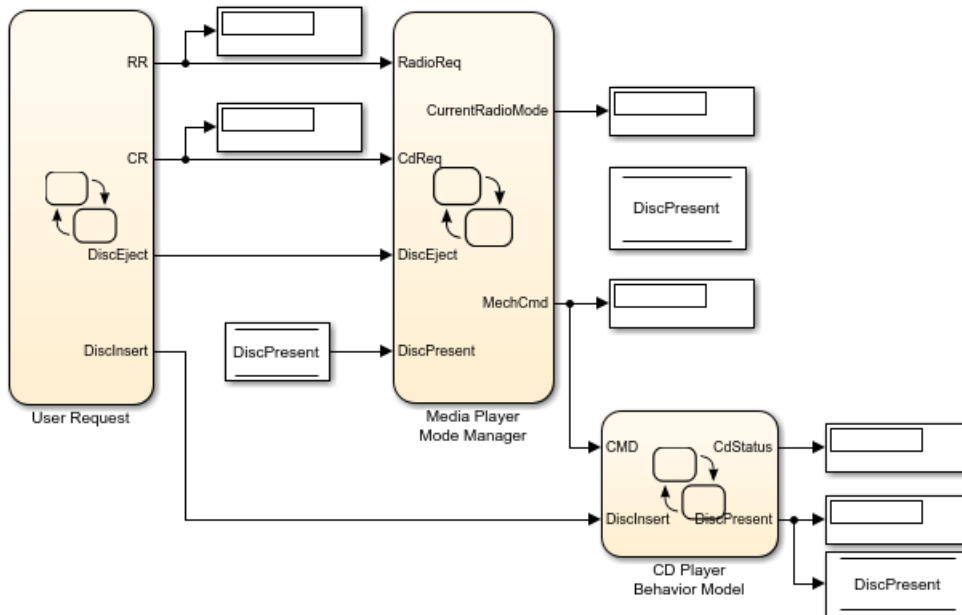 RR
CR
DiscEject
DiscInsert
User Request
DiscPresent
RadioReq
CdReq
DiscEject
DiscPresent
CurrentRadioMode
MechCmd
Media Player
Mode Manager
DiscPresent
CMD
DiscInsert
CdStatus
DiscPresent
CD Player
Behavior Model
DiscPresent